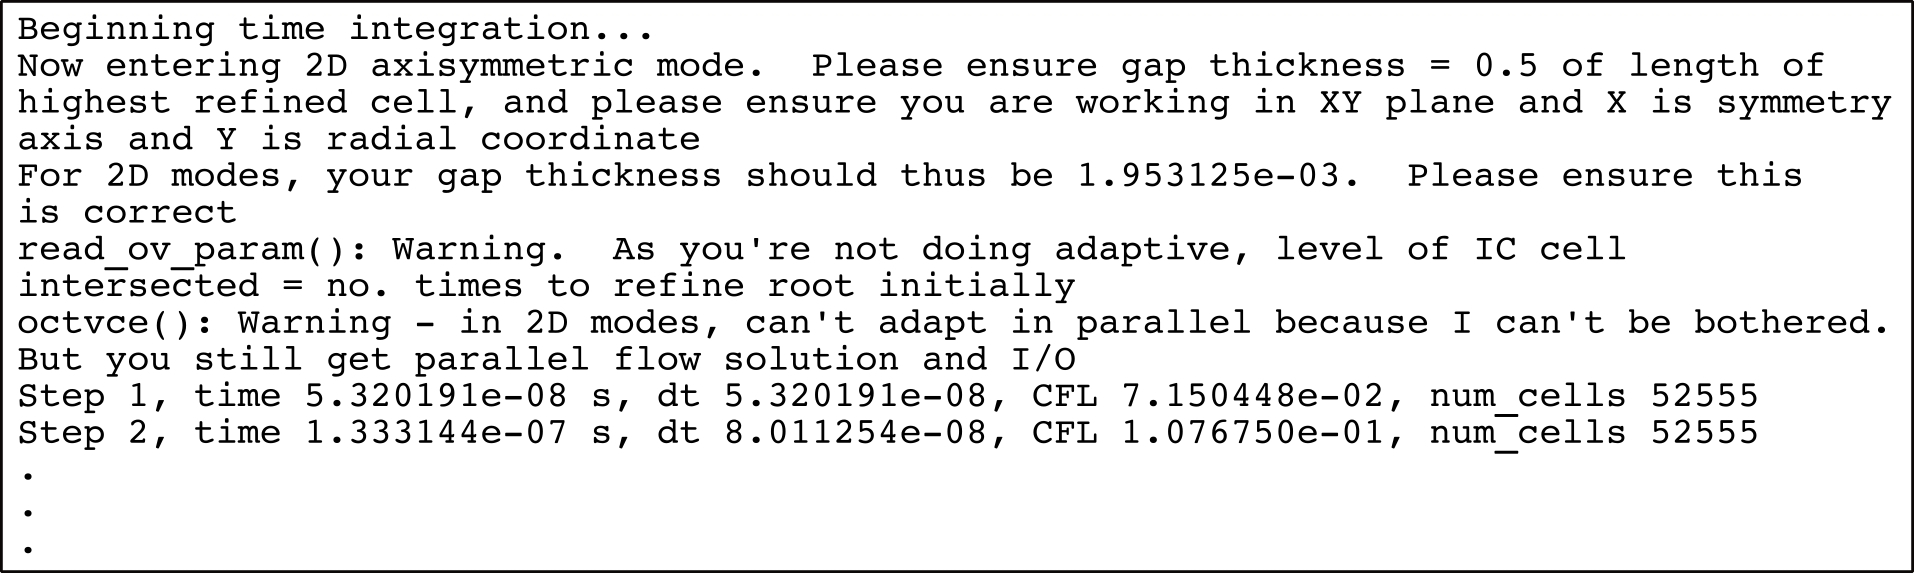 Beginning time integration...
Now entering 2D axisymmetric mode.  Please ensure gap thickness = 0.5 of length of
highest refined cell, and please ensure you are working in XY plane and X is symmetry
axis and Y is radial coordinate
For 2D modes, your gap thickness should thus be 1.953125e-03.  Please ensure this
is correct
read_ov_param(): Warning.  As you're not doing adaptive, level of IC cell
intersected = no. times to refine root initially
octvce(): Warning - in 2D modes, can't adapt in parallel because I can't be bothered.
But you still get parallel flow solution and I/O
Step 1, time 5.320191e-08 s, dt 5.320191e-08, CFL 7.150448e-02, num_cells 52555
Step 2, time 1.333144e-07 s, dt 8.011254e-08, CFL 1.076750e-01, num_cells 52555
.
.
.